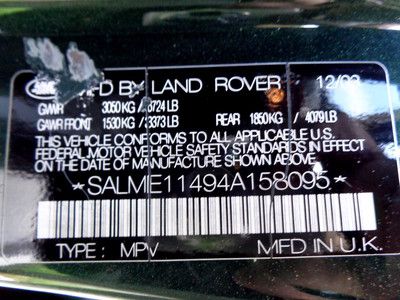 MFD BY LAND ROVER 12/03
GVWR 3050 KG / 6724 LB
GAWR FRONT 1530 KG / 3373 LB REAR 1850 KG / 4079 LB
THIS VEHICLE CONFORMS TO ALL APPLICABLE U.S.
FEDERAL MOTOR VEHICLE SAFETY STANDARDS IN EFFECT
ON THE DATE OF MANUFACTURE SHOWN ABOVE.
*SALME11494A158095*
TYPE: MPV MFD IN U.K.